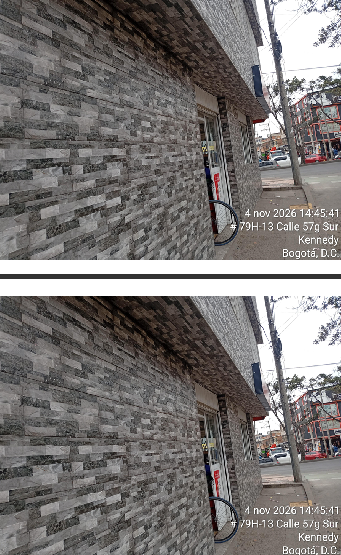 4 nov 2026 14:45:41
# 79H-13 Calle 57g Sur
Kennedy
Bogotá, D.C.
4 nov 2026 14:45:41
# 79H-13 Calle 57g Sur
Kennedy
Bogotá, D.C.